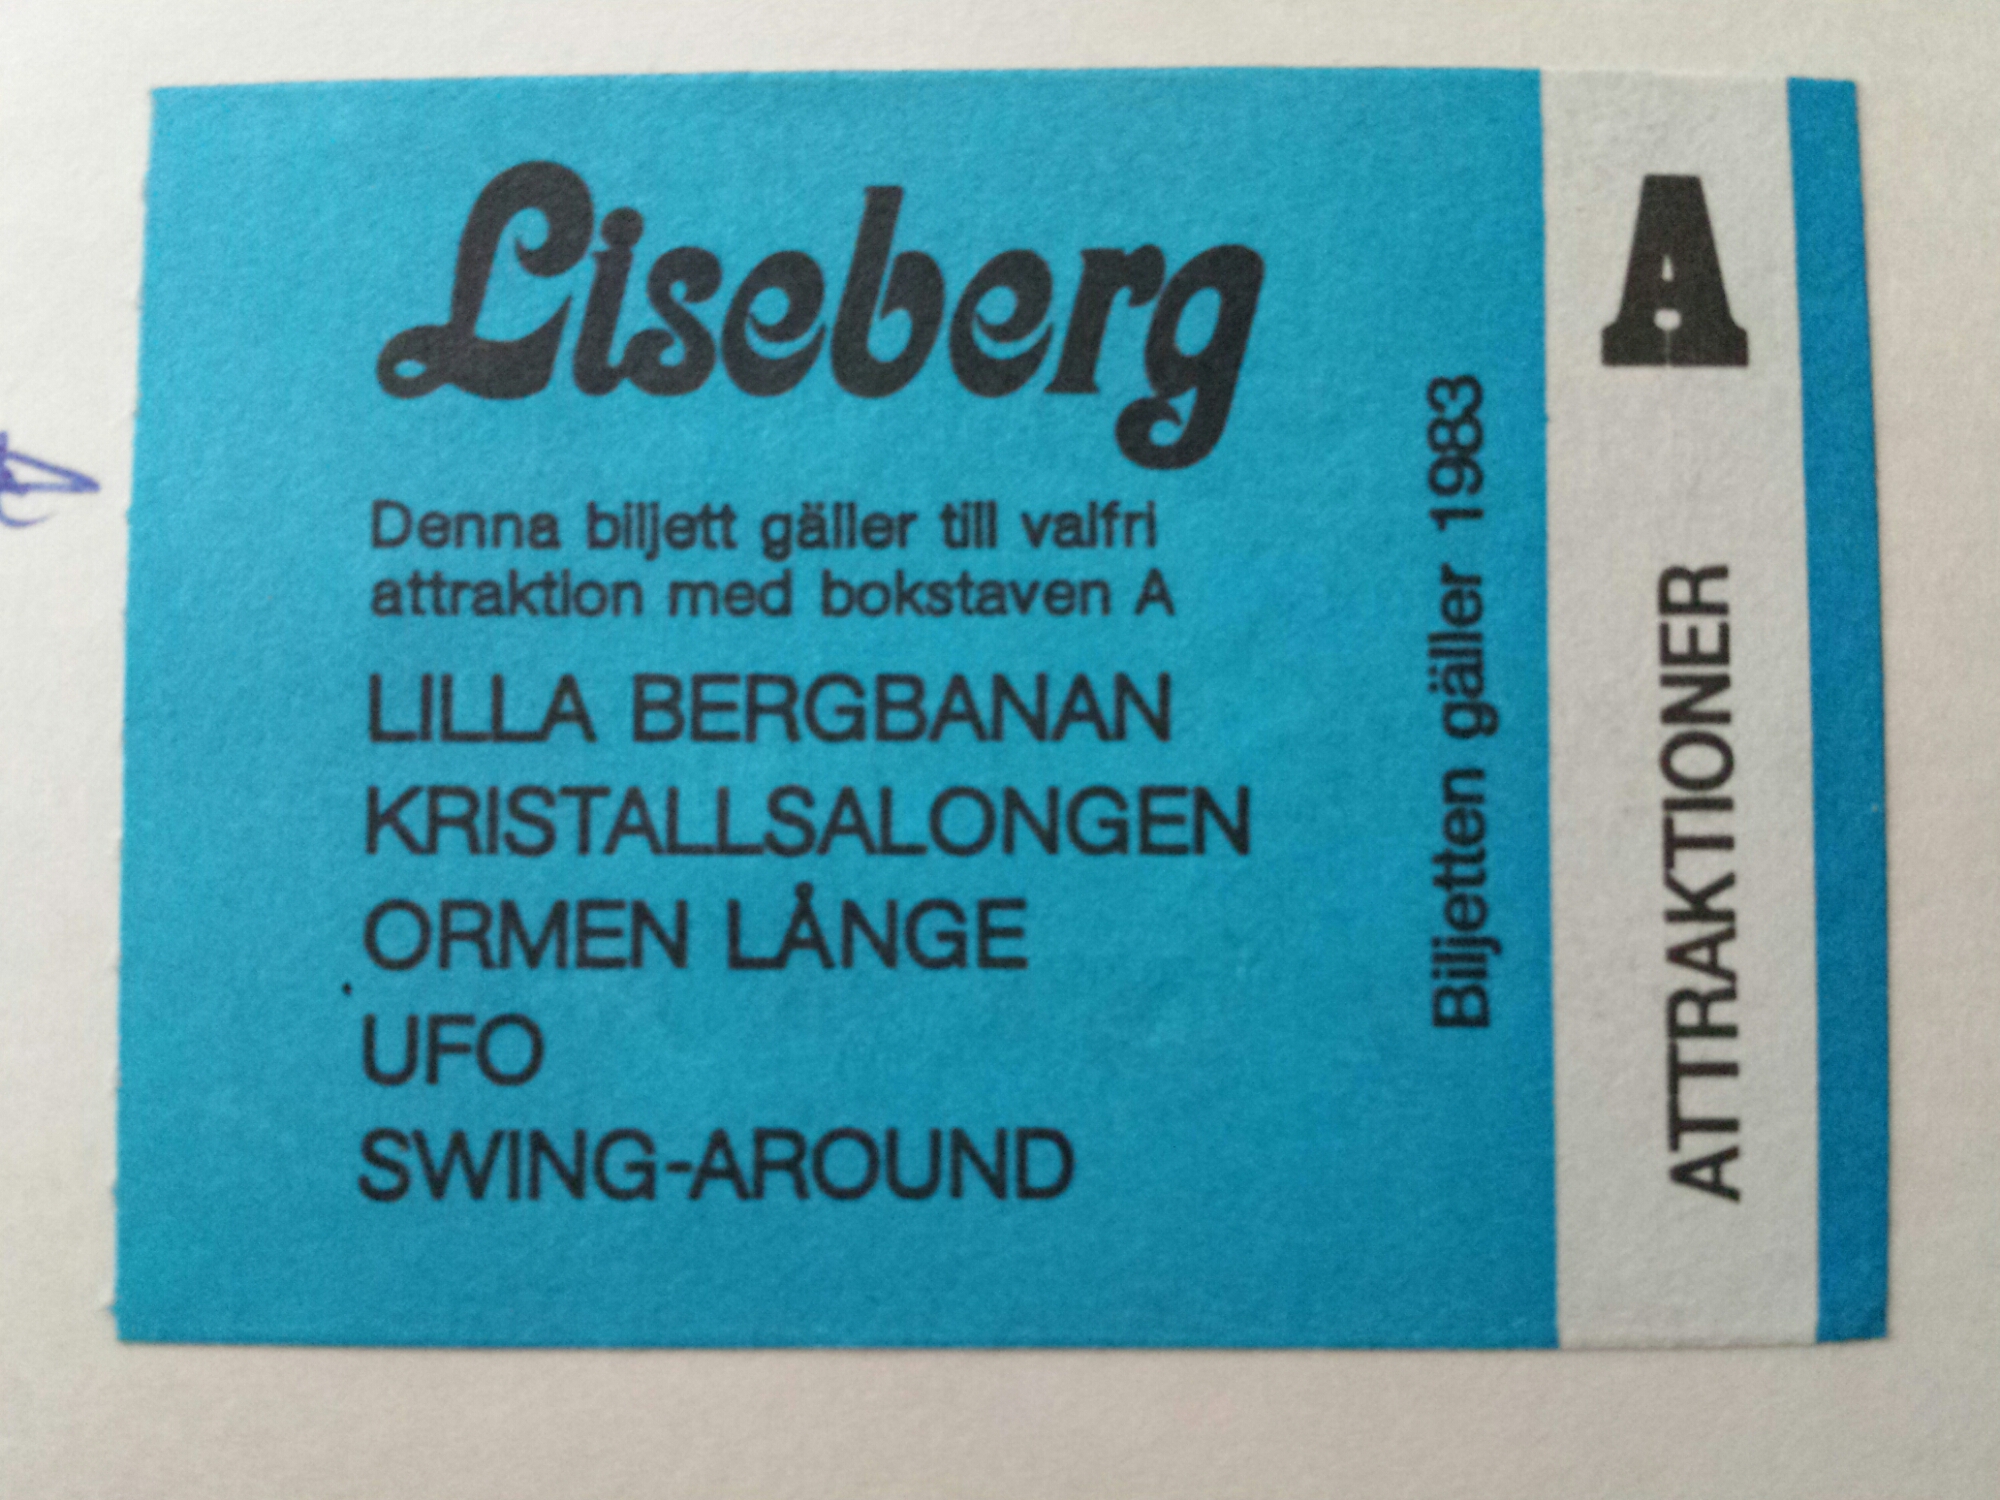 Liseberg
Denna biljett gäller till valfri
attraktion med bokstaven A
LILLA BERGBANAN
KRISTALLSALONGEN
ORMEN LÅNGE
UFO
SWING-AROUND
Biljetten gäller 1983
A
ATTRAKTIONER